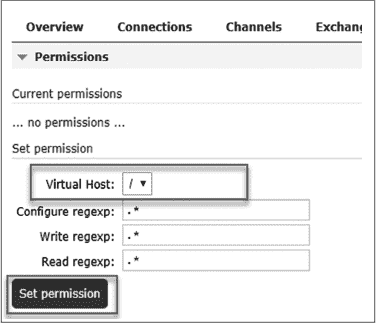 Overview Connections Channels Exchang
Permissions
Current permissions
... no permissions ...
Set permission
Virtual Host: /
Configure regexp: .*
Write regexp: .*
Read regexp: .*
Set permission